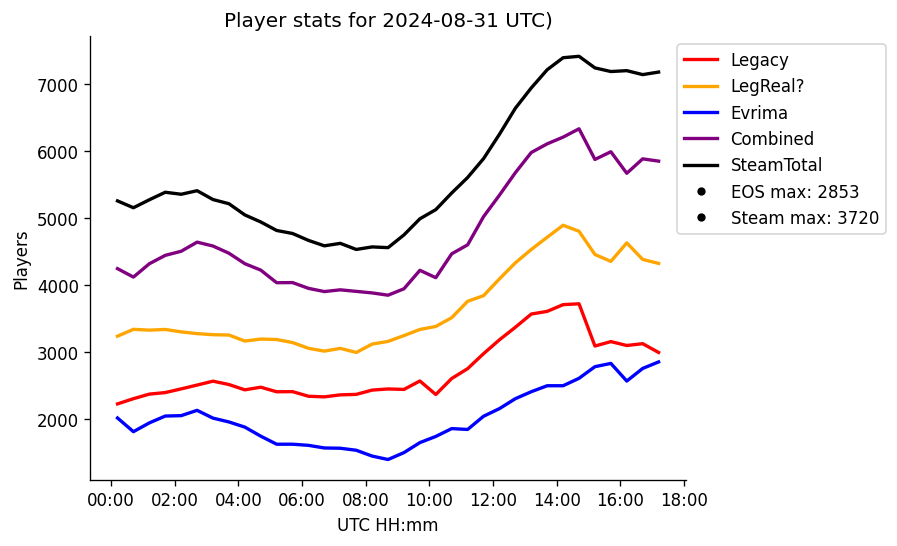 Player stats for 2024-08-31 UTC)
Players
7000
6000
5000
4000
3000
2000
00:00 02:00 04:00 06:00 08:00 10:00 12:00 14:00 16:00 18:00
UTC HH:mm
Legacy
LegReal?
Evrima
Combined
SteamTotal
EOS max: 2853
Steam max: 3720